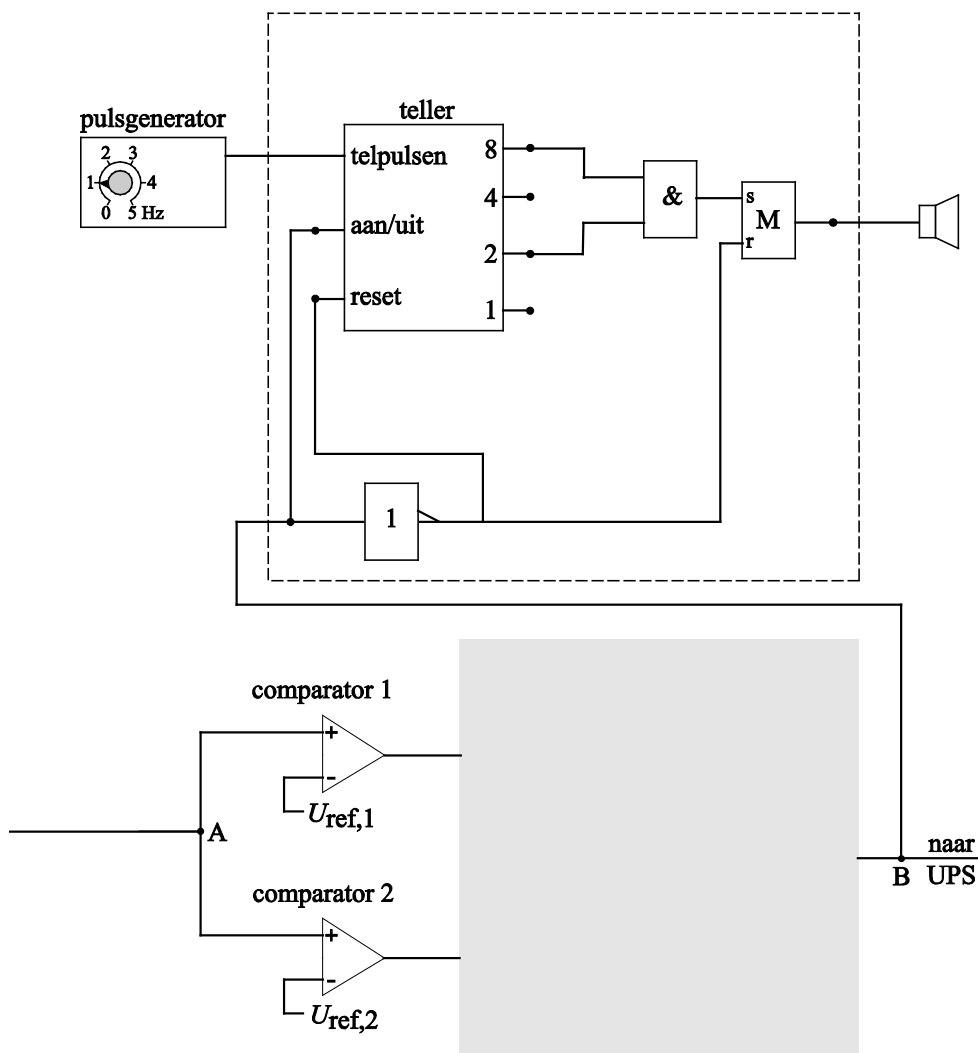 teller
pulsgenerator
2 3
1 4
0 5 Hz
telpulsen
aan/uit
reset
8
4
2
1
&
s
M
r
1
comparator 1
+
-
Uref,1
A
comparator 2
+
-
Uref,2
naar
B UPS